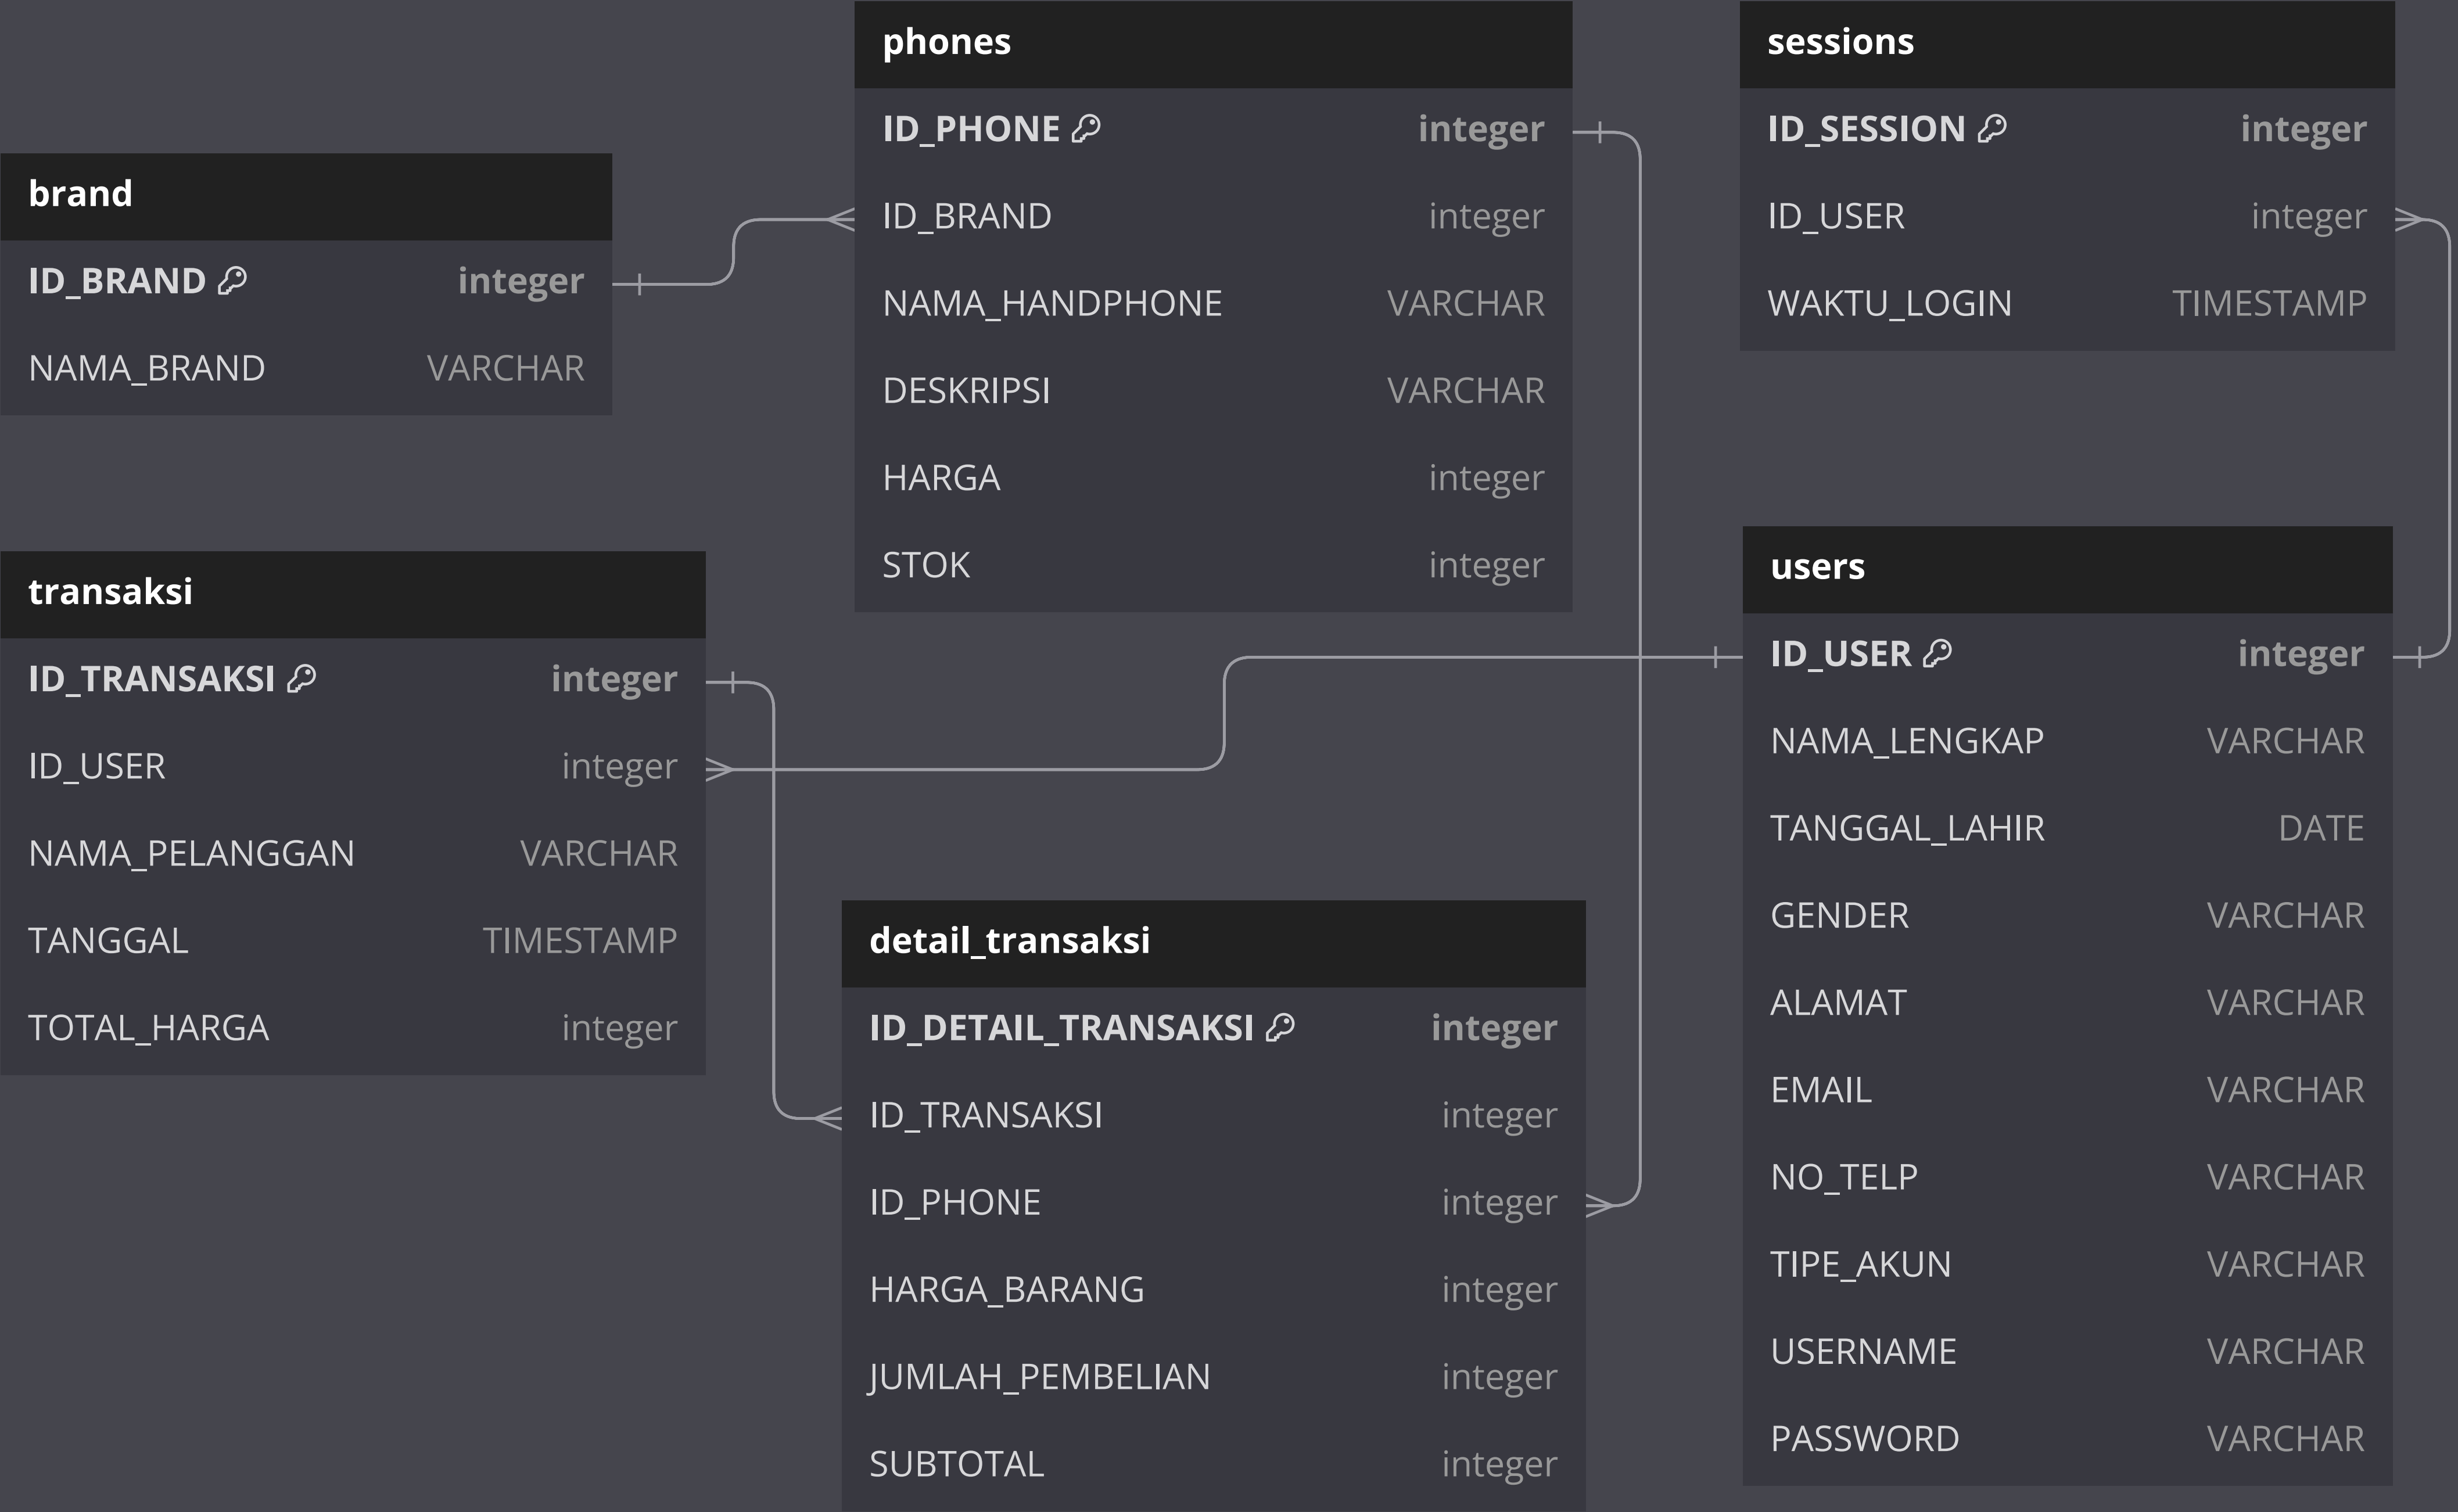 brand
ID_BRAND integer
NAMA_BRAND VARCHAR
phones
ID_PHONE integer
ID_BRAND integer
NAMA_HANDPHONE VARCHAR
DESKRIPSI VARCHAR
HARGA integer
STOK integer
sessions
ID_SESSION integer
ID_USER integer
WAKTU_LOGIN TIMESTAMP
transaksi
ID_TRANSAKSI integer
ID_USER integer
NAMA_PELANGGAN VARCHAR
TANGGAL TIMESTAMP
TOTAL_HARGA integer
detail_transaksi
ID_DETAIL_TRANSAKSI integer
ID_TRANSAKSI integer
ID_PHONE integer
HARGA_BARANG integer
JUMLAH_PEMBELIAN integer
SUBTOTAL integer
users
ID_USER integer
NAMA_LENGKAP VARCHAR
TANGGAL_LAHIR DATE
GENDER VARCHAR
ALAMAT VARCHAR
EMAIL VARCHAR
NO_TELP VARCHAR
TIPE_AKUN VARCHAR
USERNAME VARCHAR
PASSWORD VARCHAR